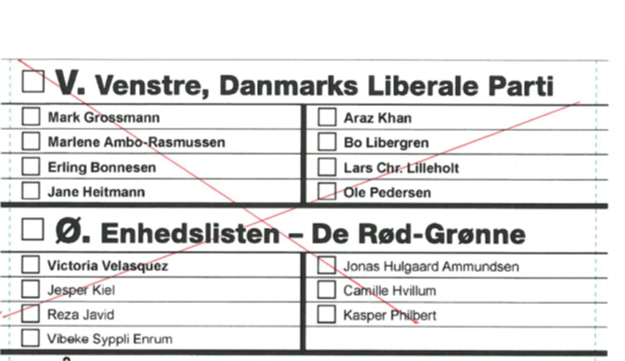 V. Venstre, Danmarks Liberale Parti
Mark Grossmann
Marlene Ambo-Rasmussen
Erling Bonnesen
Jane Heitmann
Araz Khan
Bo Libergren
Lars Chr. Lilleholt
Ole Pedersen
Ø. Enhedslisten – De Rød-Grønne
Victoria Velasquez
Jesper Kiel
Reza Javid
Vibeke Syppli Enrum
Jonas Hulgaard Ammundsen
Camille Hvillum
Kasper Philbert